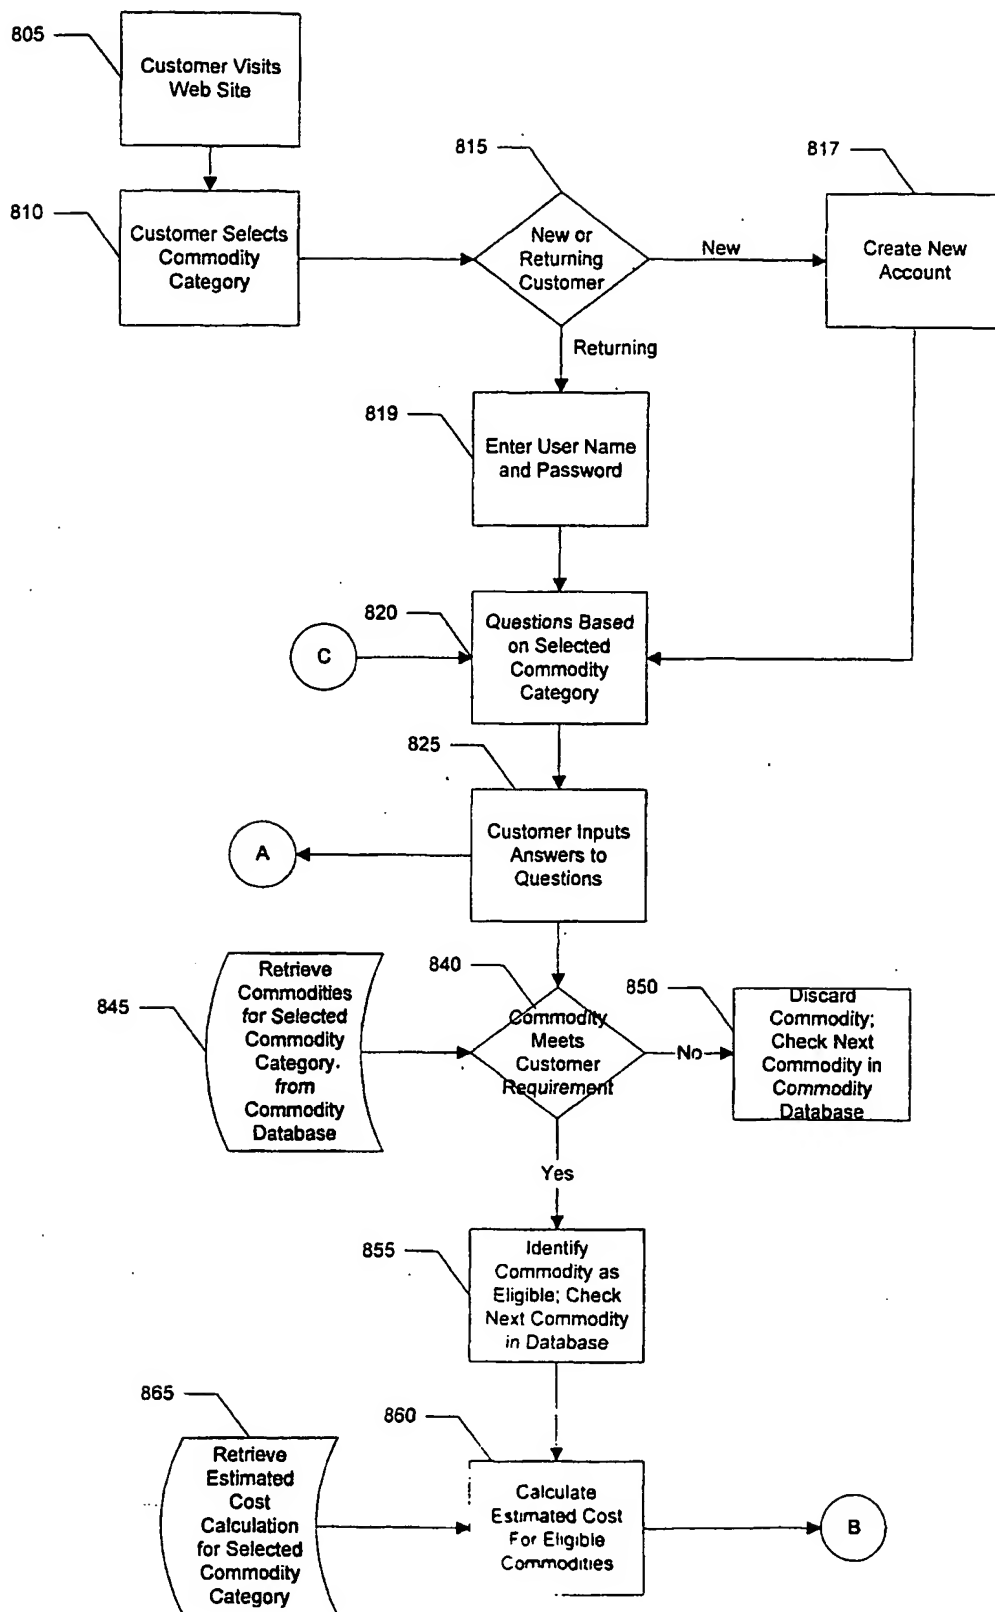 805
Customer Visits
Web Site
810
Customer Selects
Commodity
Category
815
New or
Returning
Customer
New
817
Create New
Account
Returning
819
Enter User Name
and Password
C
820
Questions Based
on Selected
Commodity
Category
825
Customer Inputs
Answers to
Questions
A
845
Retrieve
Commodities
for Selected
Commodity
Category.
from
Commodity
Database
840
Commodity
Meets
Customer
Requirement
No
850
Discard
Commodity;
Check Next
Commodity in
Commodity
Database
Yes
855
Identify
Commodity as
Eligible; Check
Next Commodity
in Database
865
Retrieve
Estimated
Cost
Calculation
for Selected
Commodity
Category
860
Calculate
Estimated Cost
For Eligible
Commodities
B